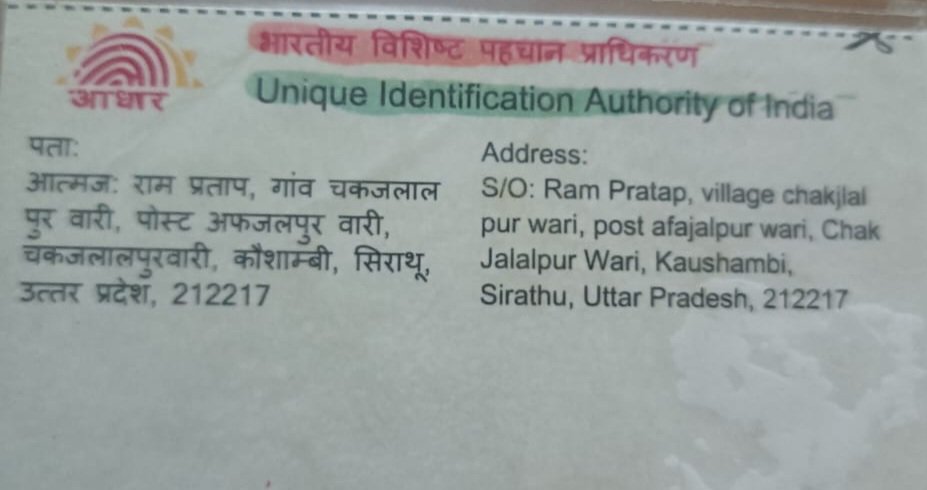 आधार
भारतीय विशिष्ट पहचान प्राधिकरण
Unique Identification Authority of India
पता:
आत्मज: राम प्रताप, गांव चकजलाल
पुर वारी, पोस्ट अफजलपुर वारी,
चकजलालपुरवारी, कौशाम्बी, सिराथू,
उत्तर प्रदेश, 212217
Address:
S/O: Ram Pratap, village chakjlal
pur wari, post afajalpur wari, Chak
Jalalpur Wari, Kaushambi,
Sirathu, Uttar Pradesh, 212217